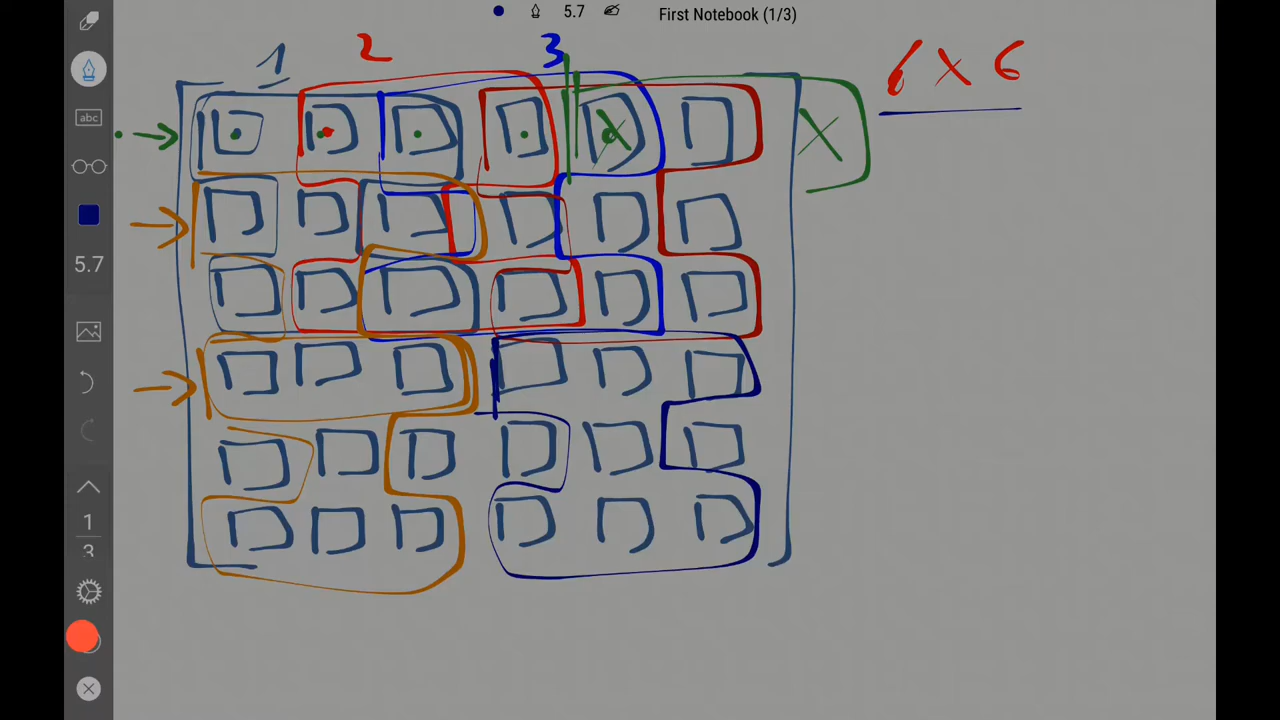 5.7 First Notebook (1/3)
1 2 3 6 X 6
X X
abc
5.7
1
3